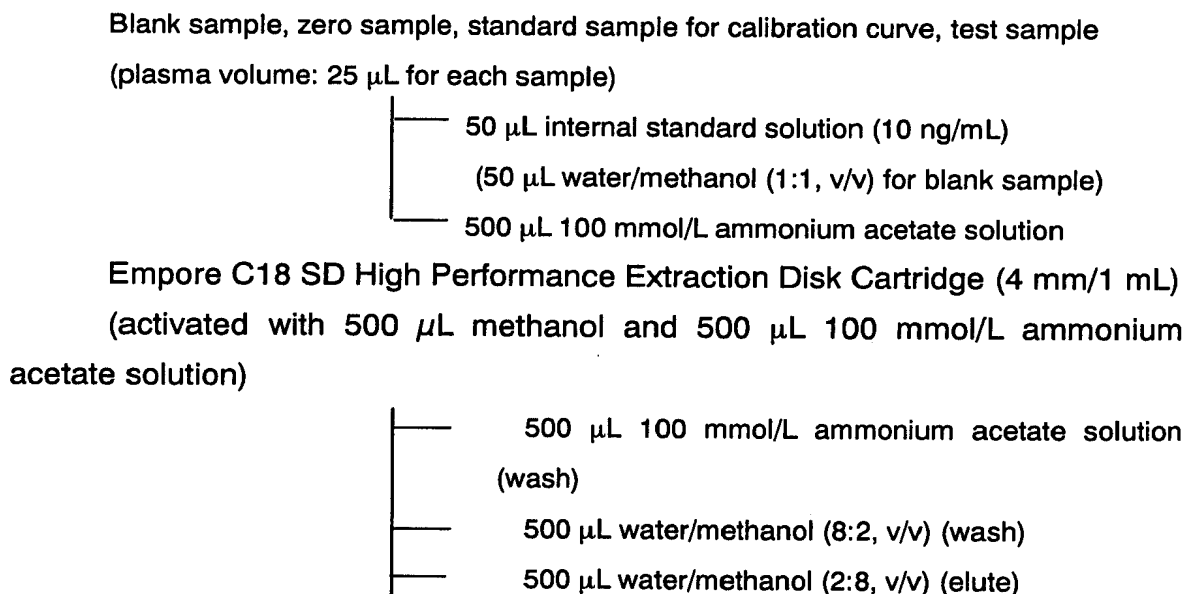 Blank sample, zero sample, standard sample for calibration curve, test sample
(plasma volume: 25 μL for each sample)
50 μL internal standard solution (10 ng/mL)
(50 μL water/methanol (1:1, v/v) for blank sample)
500 μL 100 mmol/L ammonium acetate solution
Empore C18 SD High Performance Extraction Disk Cartridge (4 mm/1 mL)
(activated with 500 μL methanol and 500 μL 100 mmol/L ammonium
acetate solution)
500 μL 100 mmol/L ammonium acetate solution
(wash)
500 μL water/methanol (8:2, v/v) (wash)
500 μL water/methanol (2:8, v/v) (elute)